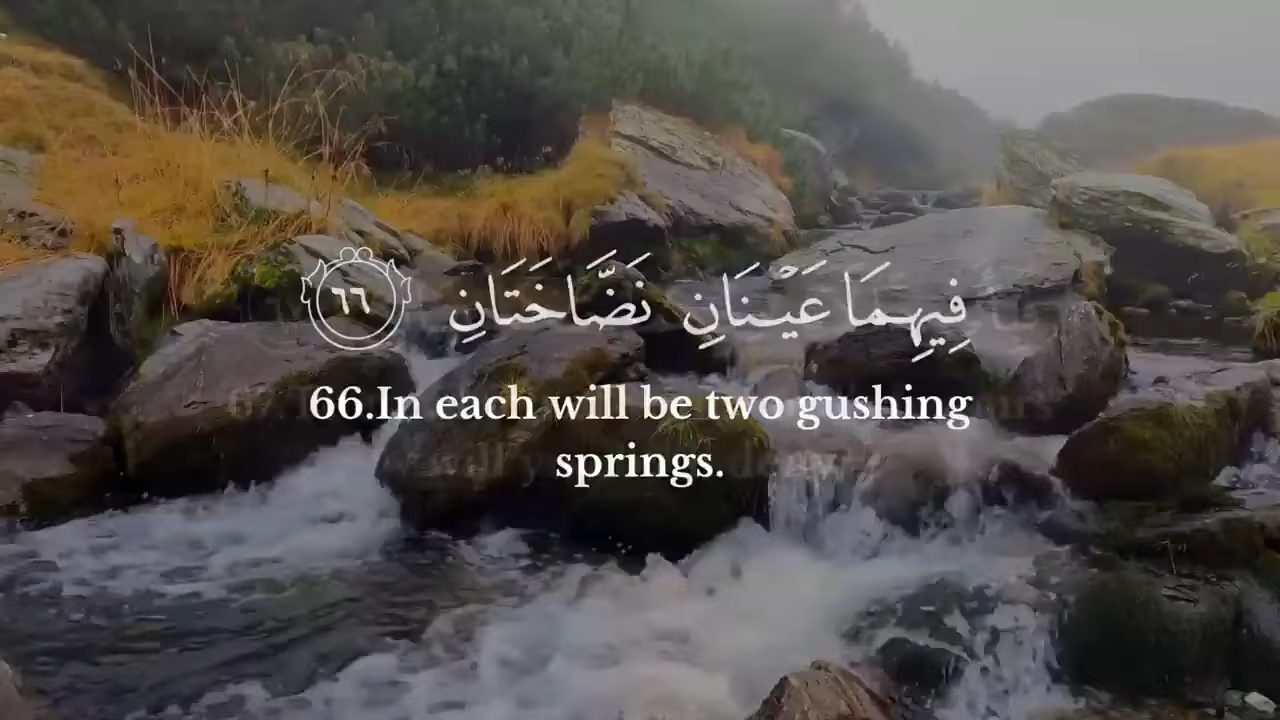 فِيهِمَا عَيْنَانِ نَضَّاخَتَانِ ٦٦
66.In each will be two gushing
springs.